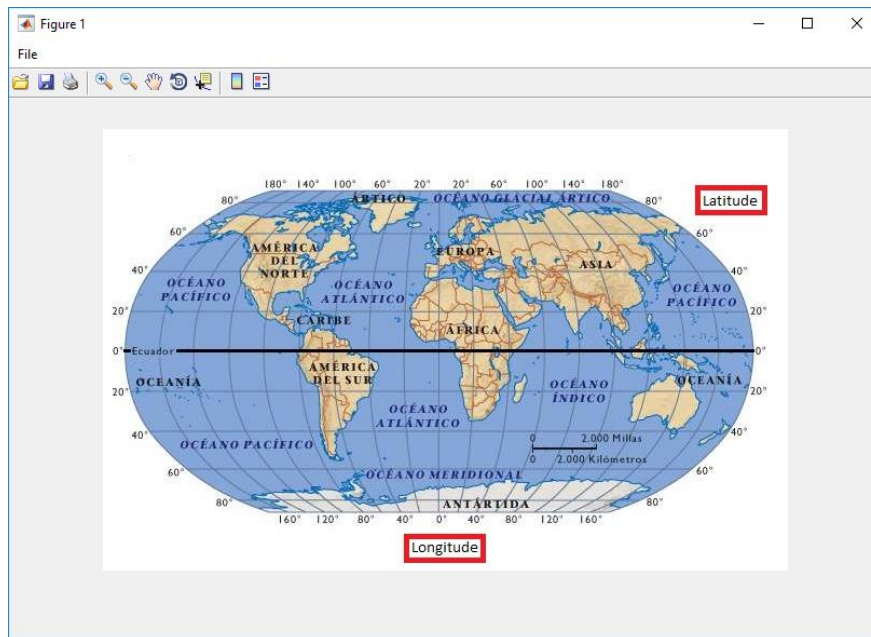 Figure 1
File
180° 140° 100° 60° 20° 20° 60° 100° 140° 180°
80° ÁRTICO OCÉANO GLACIAL ÁRTICO 80° Latitude
60° 60°
AMÉRICA
DEL
NORTE
EUROPA
ASIA
40° 40°
OCÉANO
PACÍFICO
OCÉANO
ATLÁNTICO
OCÉANO
PACÍFICO
20° 20°
CARIBE
ÁFRICA
0° Ecuador 0°
OCEANÍA
AMÉRICA
DEL SUR
OCÉANO
ÍNDICO
OCEANÍA
20° 20°
OCÉANO
ATLÁNTICO
40° 40°
OCÉANO PACÍFICO
0 2.000 Millas
0 2.000 Kilómetros
60° 60°
OCÉANO MERIDIONAL
80° 80°
ANTÁRTIDA
160° 120° 80° 40° 0° 40° 80° 120° 160°
Longitude